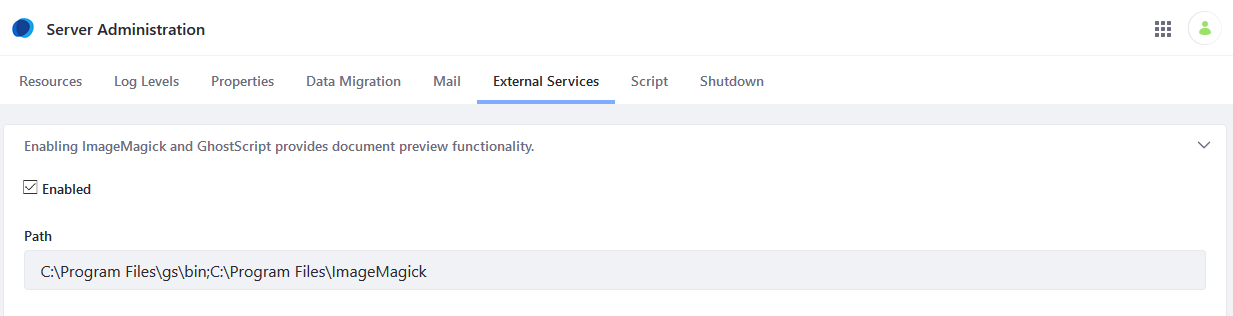 Server Administration
Resources Log Levels Properties Data Migration Mail External Services Script Shutdown
Enabling ImageMagick and GhostScript provides document preview functionality.
Enabled
Path
C:\Program Files\gs\bin;C:\Program Files\ImageMagick